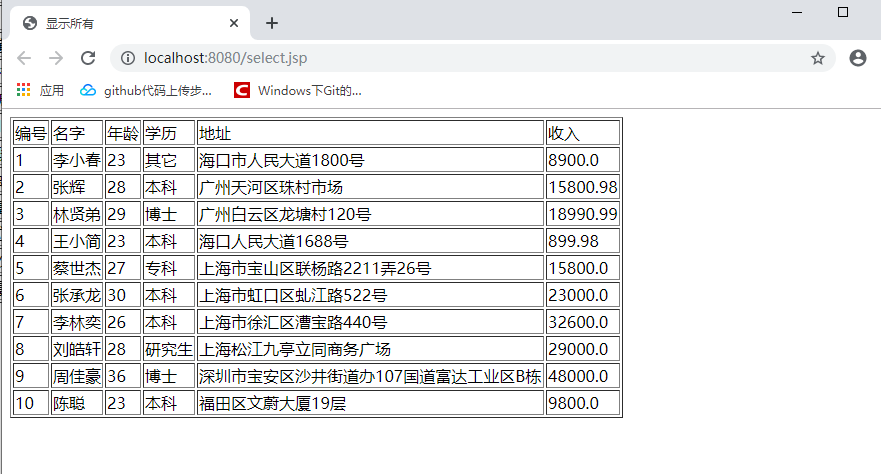 显示所有
localhost:8080/select.jsp
应用 github代码上传步... Windows下Git的...
编号 名字 年龄 学历 地址 收入
1 李小春 23 其它 海口市人民大道1800号 8900.0
2 张辉 28 本科 广州天河区珠村市场 15800.98
3 林贤弟 29 博士 广州白云区龙塘村120号 18990.99
4 王小简 23 本科 海口人民大道1688号 899.98
5 蔡世杰 27 专科 上海市宝山区联杨路2211弄26号 15800.0
6 张承龙 30 本科 上海市虹口区虬江路522号 23000.0
7 李林奕 26 本科 上海市徐汇区漕宝路440号 32600.0
8 刘皓轩 28 研究生 上海松江九亭立同商务广场 29000.0
9 周佳豪 36 博士 深圳市宝安区沙井街道办107国道富达工业区B栋 48000.0
10 陈聪 23 本科 福田区文蔚大厦19层 9800.0